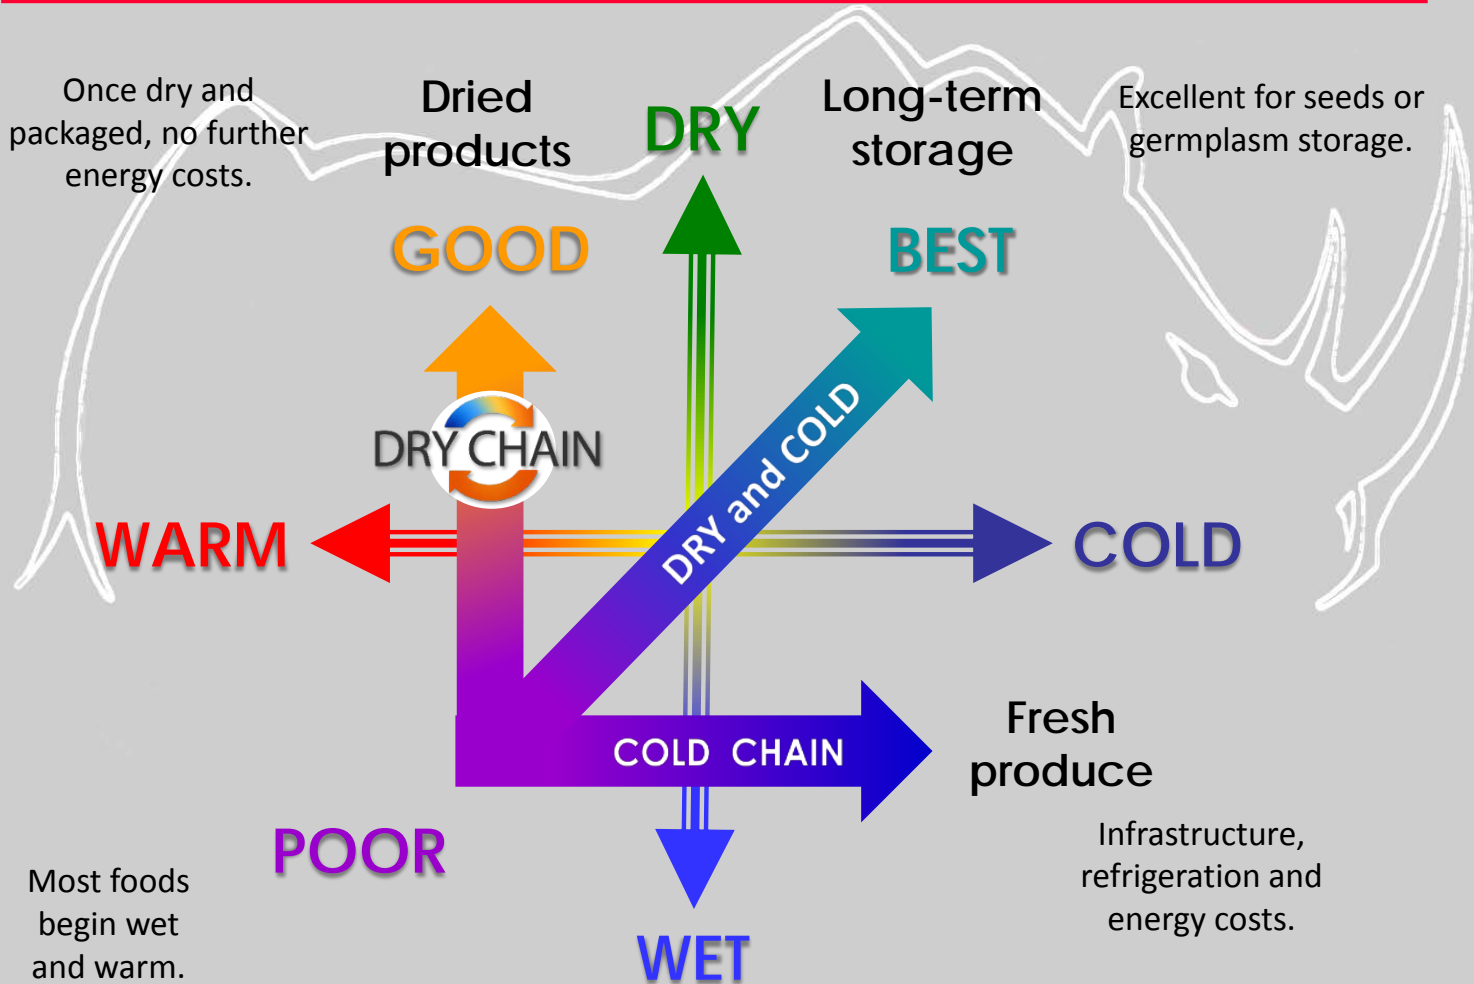 Once dry and
packaged, no further
energy costs.
Dried
products
DRY
Long-term
storage
Excellent for seeds or
germplasm storage.
GOOD
BEST
DRY CHAIN
DRY and COLD
WARM
COLD
COLD CHAIN
Fresh
produce
POOR
Infrastructure,
refrigeration and
energy costs.
Most foods
begin wet
and warm.
WET